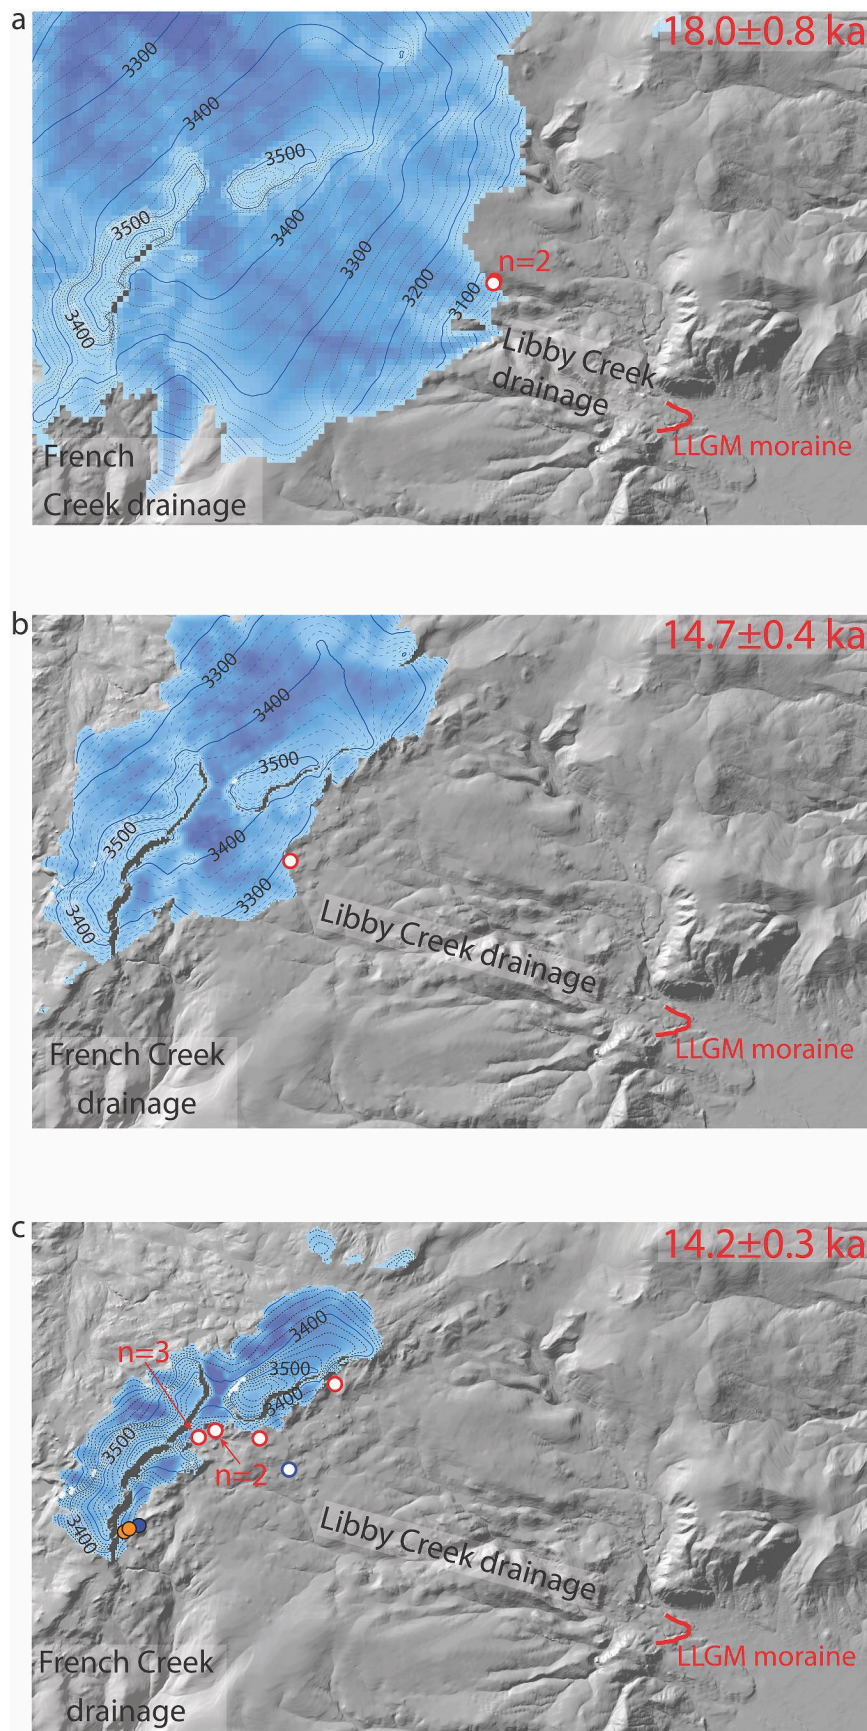 a
18.0±0.8 ka
3300
3400
3500
3500
3400
3300
3200
3100
3400
n=2
Libby Creek
drainage
LLGM moraine
French
Creek drainage
b
14.7±0.4 ka
3300
3400
3500
3500
3400
3300
3400
Libby Creek drainage
LLGM moraine
French Creek
drainage
c
14.2±0.3 ka
3400
n=3
3500
3400
3500
n=2
3400
Libby Creek drainage
LLGM moraine
French Creek
drainage